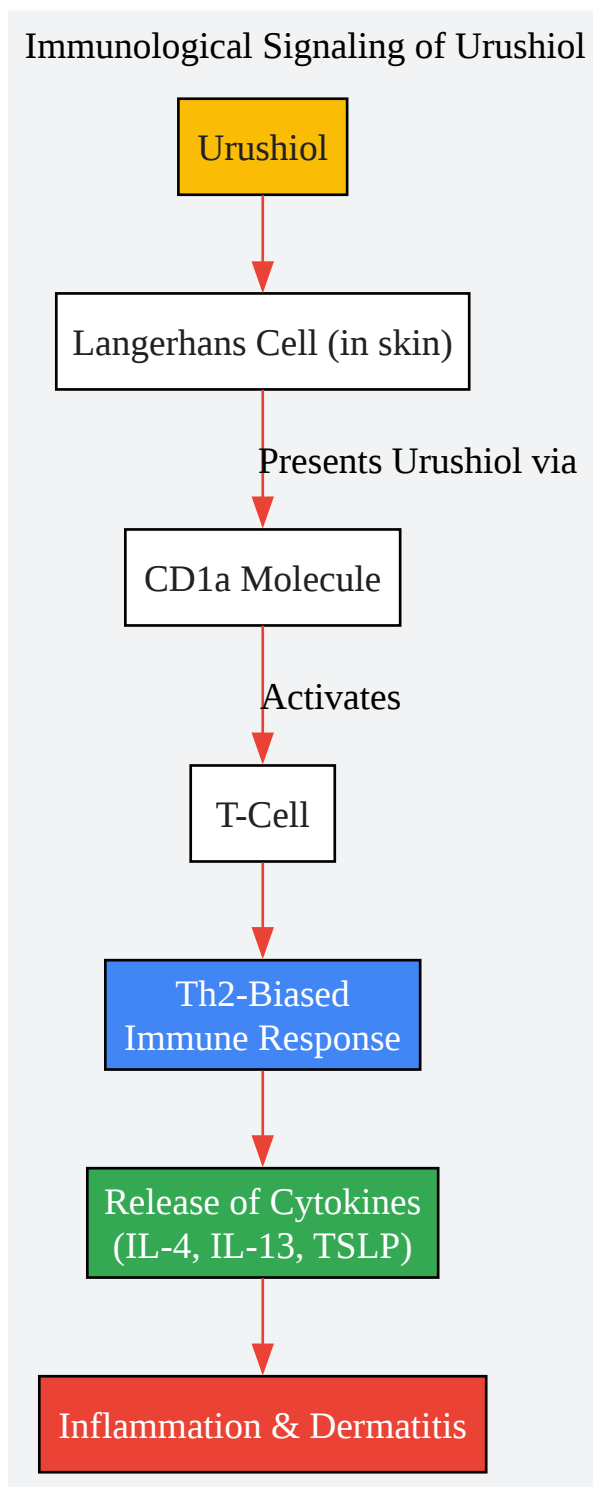 Immunological Signaling of Urushiol
Urushiol
Langerhans Cell (in skin)
Presents Urushiol via
CD1a Molecule
Activates
T-Cell
Th2-Biased
Immune Response
Release of Cytokines
(IL-4, IL-13, TSLP)
Inflammation & Dermatitis